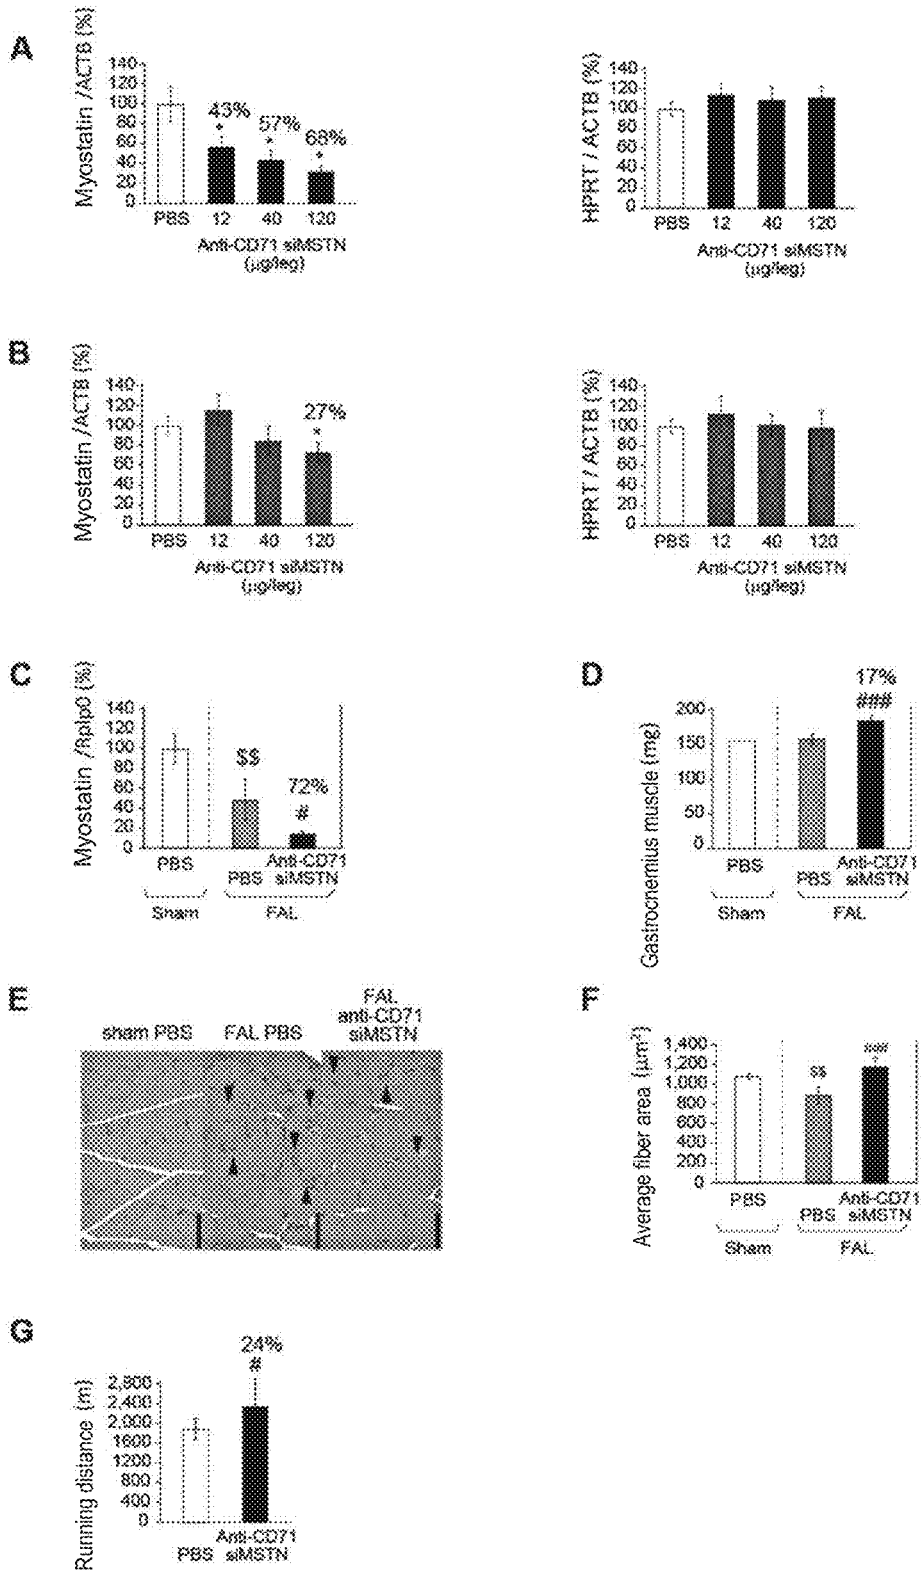 A
Myostatin /ACTB (%)
140
120
100
80
60
40
20
0
43%
*
57%
*
68%
*
PBS 12 40 120
Anti-CD71 siMSTN
(µg/leg)
HPRT / ACTB (%)
140
120
100
80
60
40
20
0
PBS 12 40 120
Anti-CD71 siMSTN
(µg/leg)
B
Myostatin /ACTB (%)
140
120
100
80
60
40
20
0
27%
*
PBS 12 40 120
Anti-CD71 siMSTN
(µg/leg)
HPRT / ACTB (%)
140
120
100
80
60
40
20
0
PBS 12 40 120
Anti-CD71 siMSTN
(µg/leg)
C
Myostatin /Rplp0 (%)
140
120
100
80
60
40
20
0
$$
72%
#
PBS
PBS
Anti-CD71
siMSTN
Sham
FAL
D
Gastrocnemius muscle (mg)
200
150
100
50
0
17%
###
PBS
PBS
Anti-CD71
siMSTN
Sham
FAL
E
sham PBS
FAL PBS
FAL
anti-CD71
siMSTN
F
Average fiber area (µm²)
1,400
1,200
1,000
800
600
400
200
0
$$
###
PBS
PBS
Anti-CD71
siMSTN
Sham
FAL
G
Running distance (m)
2,800
2,400
2,000
1600
1200
800
400
0
24%
#
PBS
Anti-CD71
siMSTN